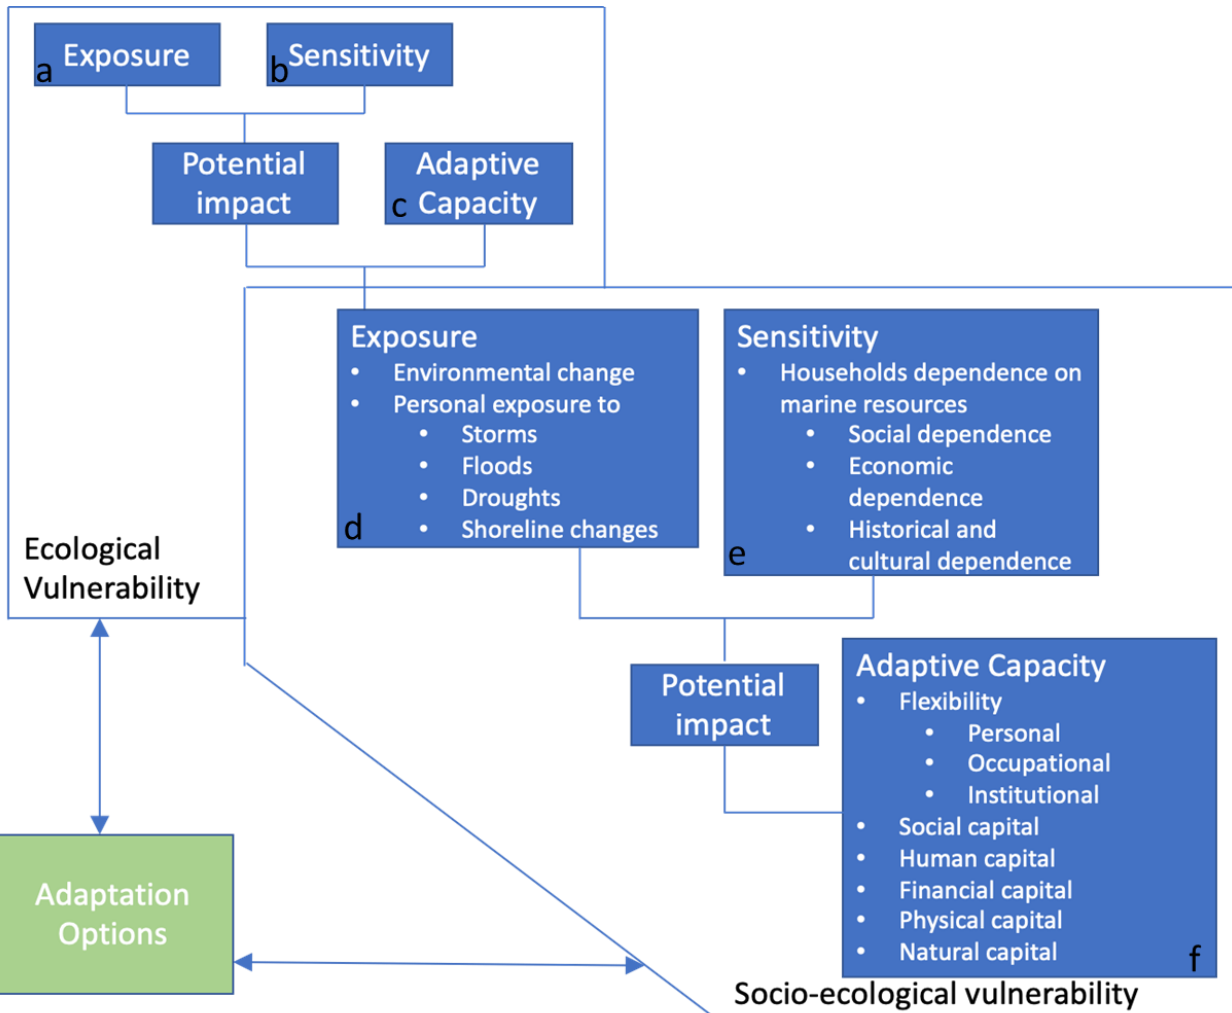 Exposure
a
Sensitivity
b
Potential
impact
Adaptive
Capacity
c
Exposure
• Environmental change
• Personal exposure to
• Storms
• Floods
• Droughts
• Shoreline changes
d
Sensitivity
• Households dependence on
marine resources
• Social dependence
• Economic
dependence
• Historical and
cultural dependence
e
Ecological
Vulnerability
Potential
impact
Adaptive Capacity
• Flexibility
• Personal
• Occupational
• Institutional
• Social capital
• Human capital
• Financial capital
• Physical capital
• Natural capital
f
Adaptation
Options
Socio-ecological vulnerability